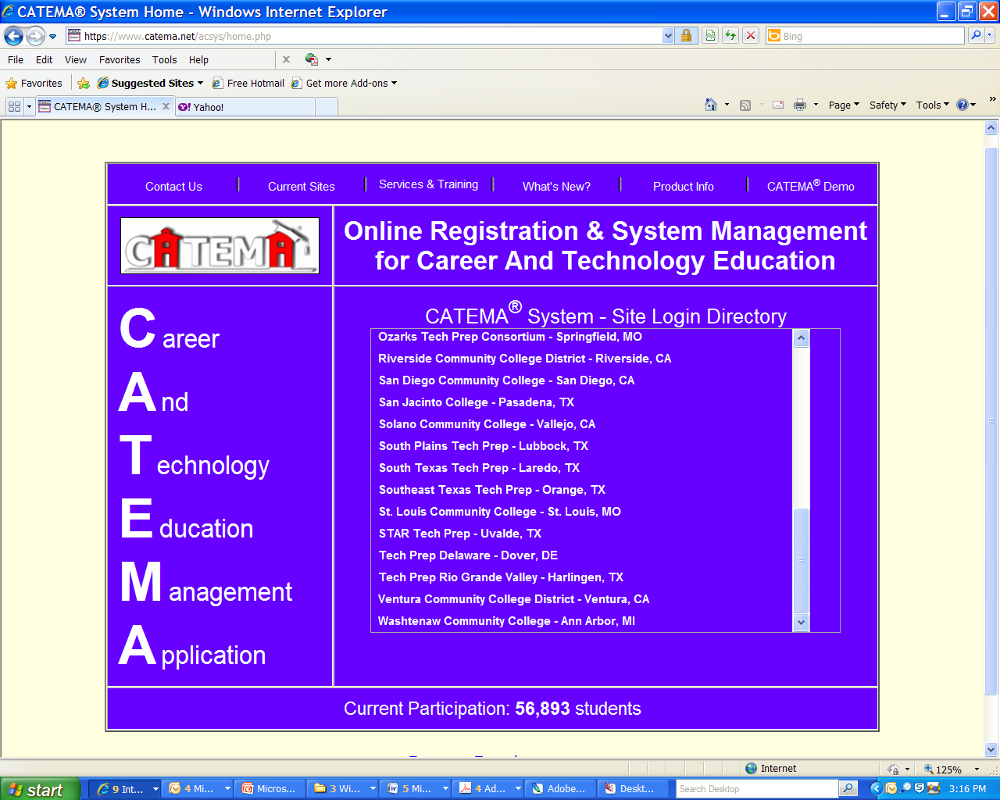 CATEMA® System Home - Windows Internet Explorer
https://www.catema.net/acsys/home.php
Bing
File Edit View Favorites Tools Help
Favorites Suggested Sites Free Hotmail Get more Add-ons
CATEMA® System H... Yahoo! Page Safety Tools
Contact Us Current Sites Services & Training What's New? Product Info CATEMA® Demo
CATEMA
Online Registration & System Management
for Career And Technology Education
Career
And
Technology
Education
Management
Application
CATEMA® System - Site Login Directory
Ozarks Tech Prep Consortium - Springfield, MO
Riverside Community College District - Riverside, CA
San Diego Community College - San Diego, CA
San Jacinto College - Pasadena, TX
Solano Community College - Vallejo, CA
South Plains Tech Prep - Lubbock, TX
South Texas Tech Prep - Laredo, TX
Southeast Texas Tech Prep - Orange, TX
St. Louis Community College - St. Louis, MO
STAR Tech Prep - Uvalde, TX
Tech Prep Delaware - Dover, DE
Tech Prep Rio Grande Valley - Harlingen, TX
Ventura Community College District - Ventura, CA
Washtenaw Community College - Ann Arbor, MI
Current Participation: 56,893 students
Internet 125%
start 9 Int... 4 Mi... Micros... 3 Wi... 5 Mi... 4 Ad... Adobe... Deskt... Search Desktop 3:16 PM